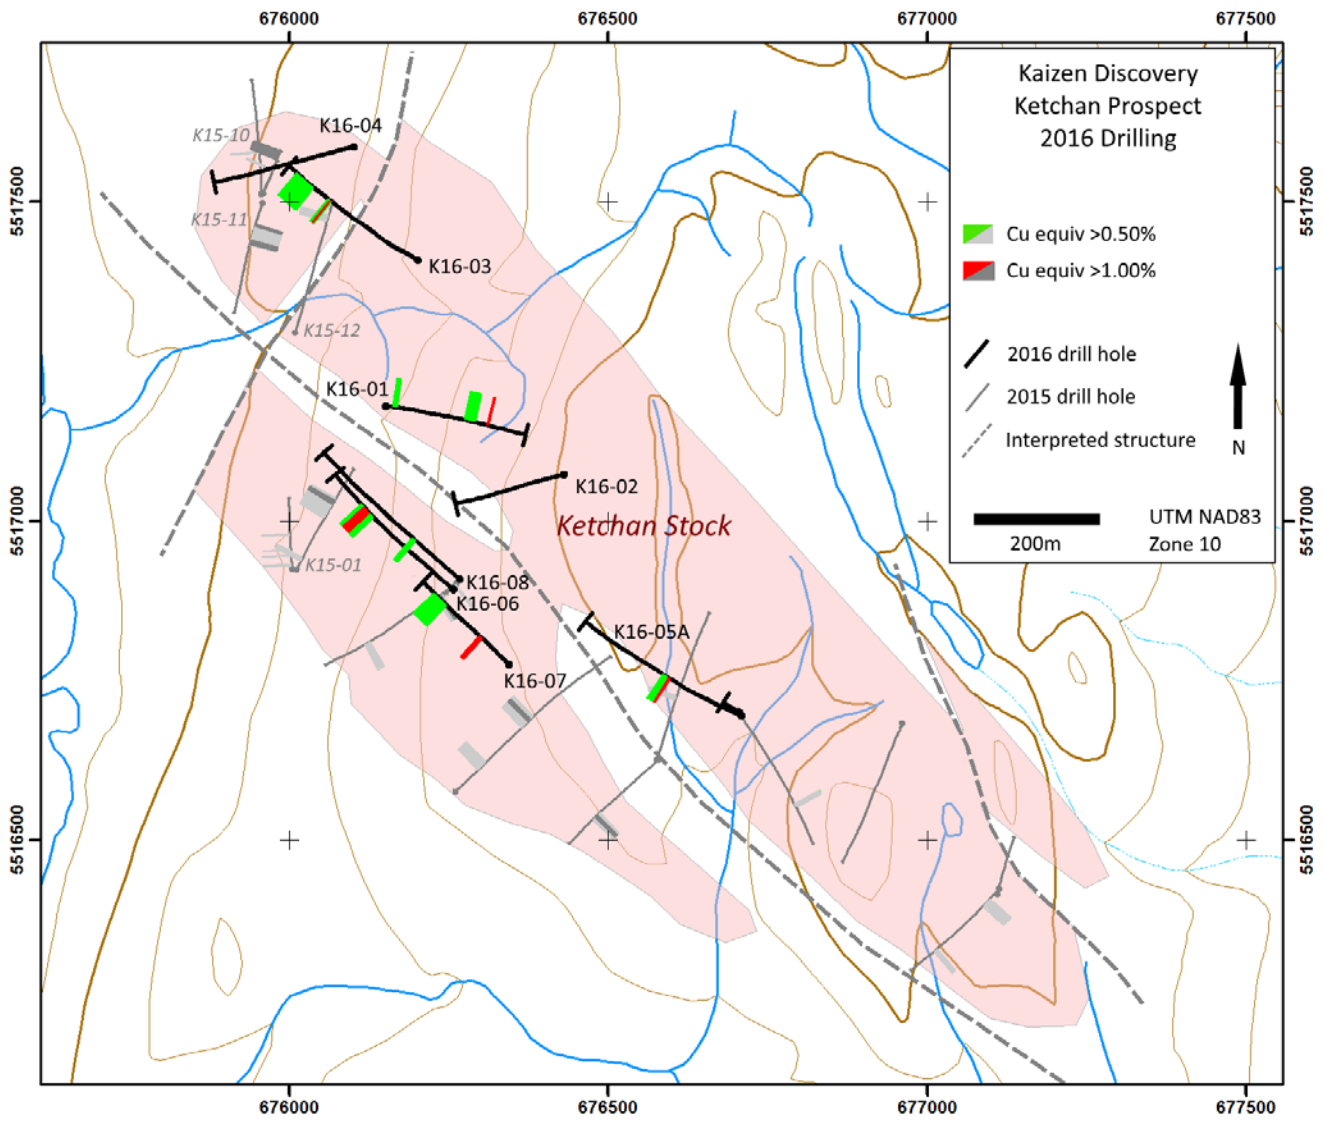 676000
676500
677000
677500
Kaizen Discovery
Ketchan Prospect
2016 Drilling
K15-10
K16-04
5517500
5517500
K15-11
Cu equiv >0.50%
K16-03
Cu equiv >1.00%
K15-12
2016 drill hole
K16-01
2015 drill hole
Interpreted structure
N
K16-02
5517000
5517000
Ketchan Stock
UTM NAD83
200m
Zone 10
K15-01
K16-08
K16-06
K16-05A
K16-07
5516500
5516500
676000
676500
677000
677500